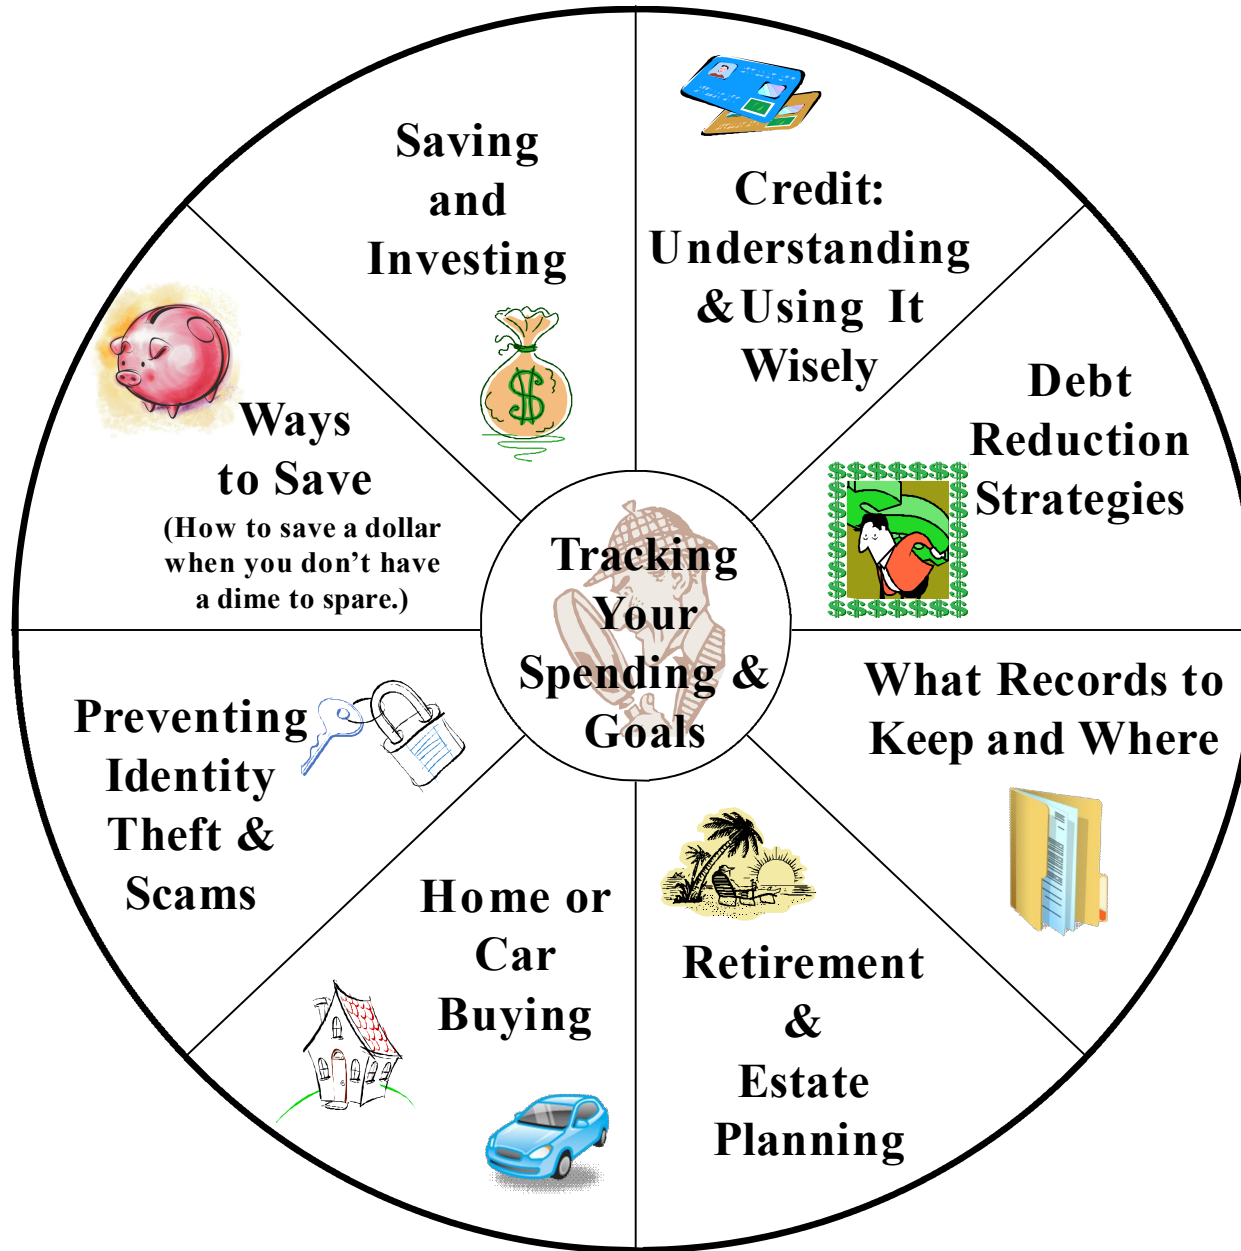 Saving
and
Investing
Credit:
Understanding
&Using It
Wisely
Debt
Reduction
Strategies
What Records to
Keep and Where
Retirement
&
Estate
Planning
Home or
Car
Buying
Preventing
Identity
Theft &
Scams
Ways
to Save
(How to save a dollar
when you don’t have
a dime to spare.)
Tracking
Your
Spending &
Goals